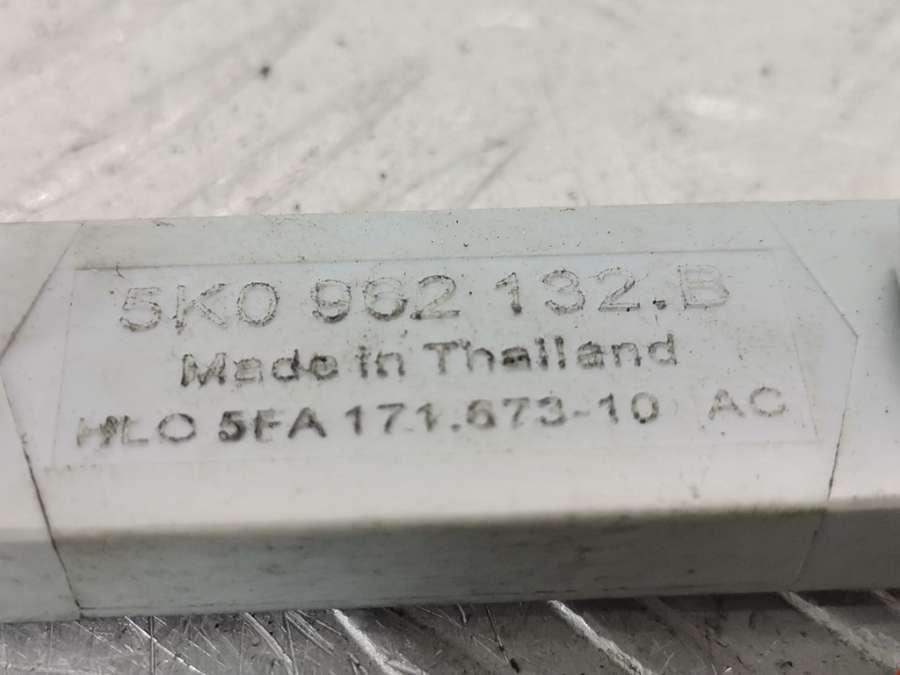 5K0 962 132.B
Made in Thailand
HLO 5FA 171.673-10 AC